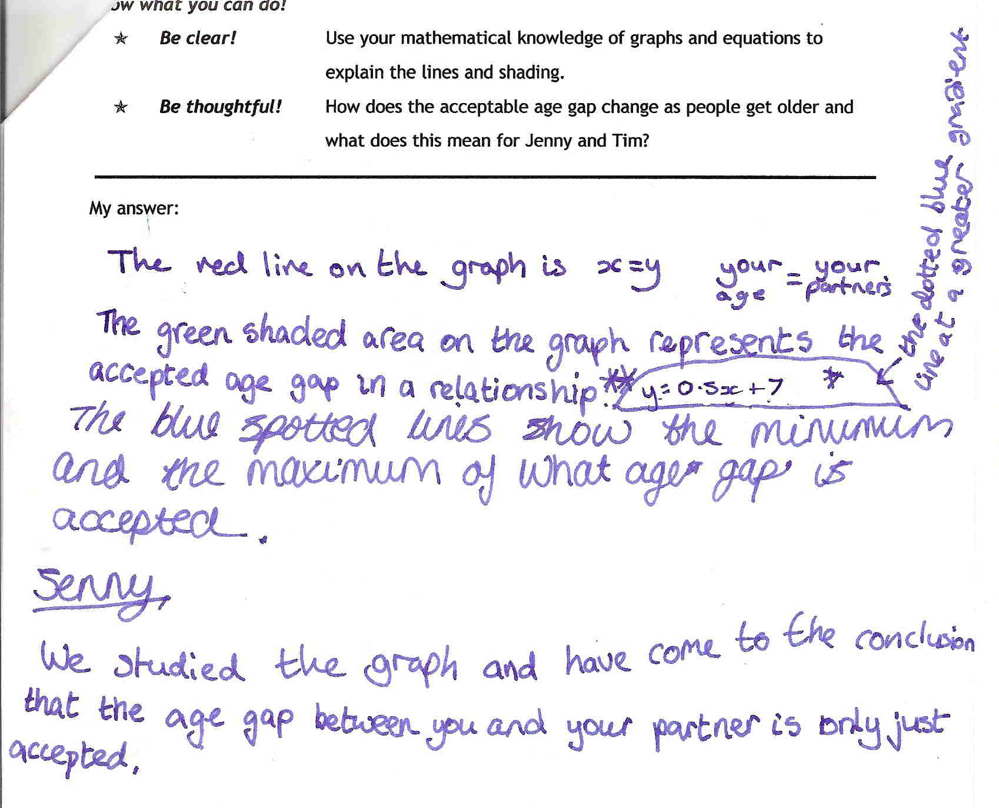 ow what you can do!
Be clear! Use your mathematical knowledge of graphs and equations to
explain the lines and shading.
Be thoughtful! How does the acceptable age gap change as people get older and
what does this mean for Jenny and Tim?
My answer:
The red line on the graph is x=y your age = your partners
The green shaded area on the graph represents the
accepted age gap in a relationship.** y=0.5x+7 *
the dotted blue
line at a greater gradient
The blue spotted lines show the minimum
and the maximum of what age gap is
accepted.
Jenny,
We studied the graph and have come to the conclusion
that the age gap between you and your partner is only just
accepted.